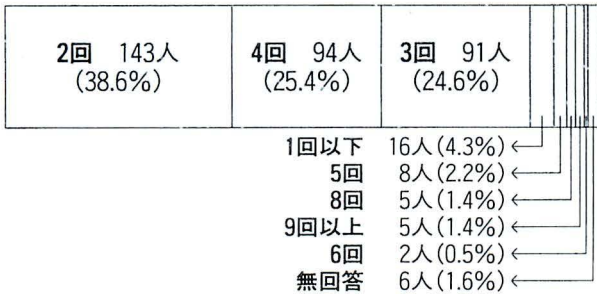 2回 143人 4回 94人 3回 91人
(38.6%) (25.4%) (24.6%)
1回以下 16人(4.3%)
5回 8人(2.2%)
8回 5人(1.4%)
9回以上 5人(1.4%)
6回 2人(0.5%)
無回答 6人(1.6%)